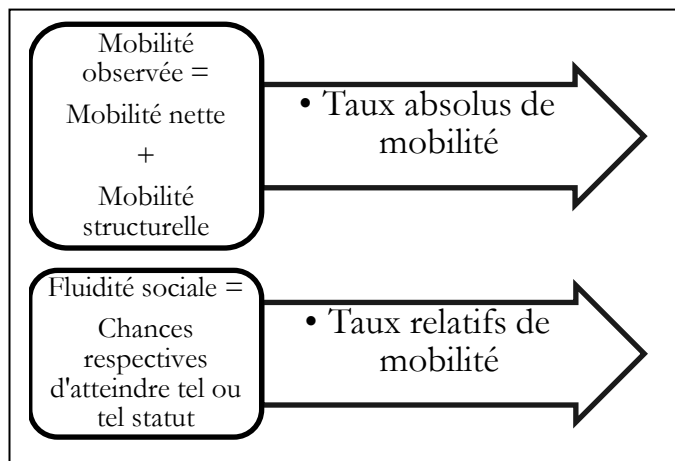 Mobilité
observée =
Mobilité nette
+
Mobilité
structurelle
• Taux absolus de
mobilité
Fluidité sociale =
Chances
respectives
d'atteindre tel ou
tel statut
• Taux relatifs de
mobilité